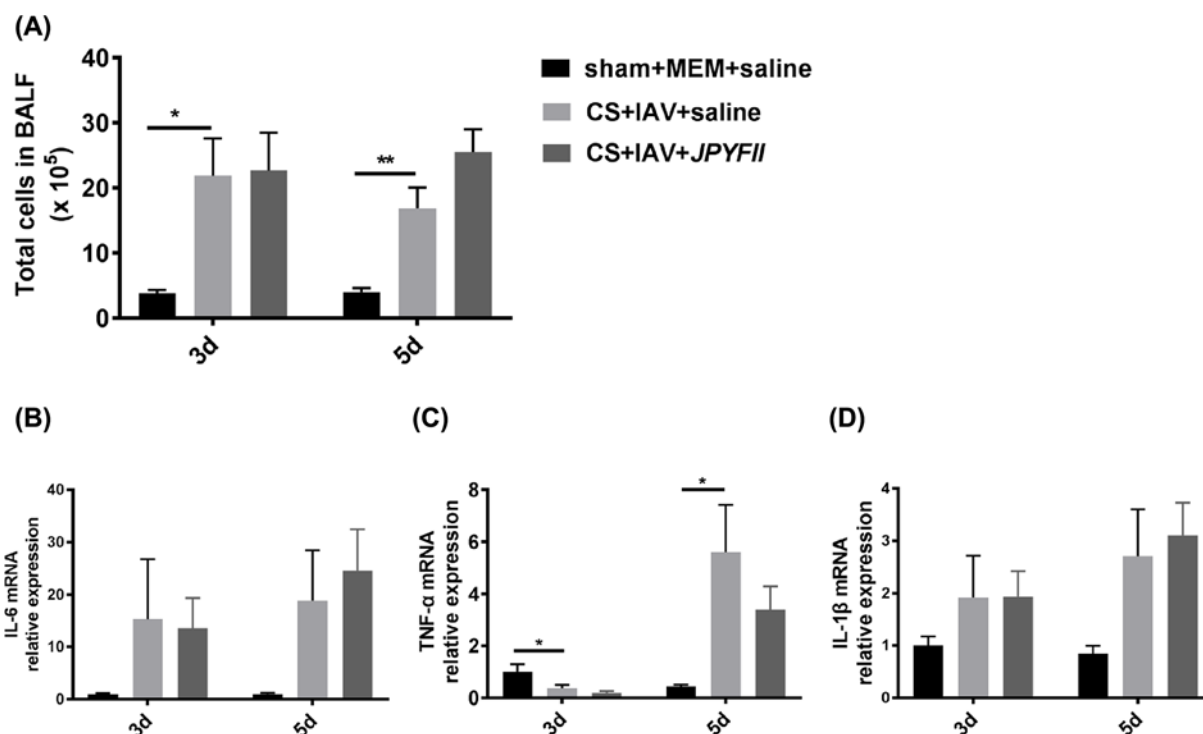 (A)
Total cells in BALF
(x 10⁵)
40
30
20
10
0
*
**
3d
5d
sham+MEM+saline
CS+IAV+saline
CS+IAV+JPYFII
(B)
IL-6 mRNA
relative expression
40
30
20
10
0
3d
5d
(C)
TNF-α mRNA
relative expression
8
6
4
2
0
*
*
3d
5d
(D)
IL-1β mRNA
relative expression
4
3
2
1
0
3d
5d